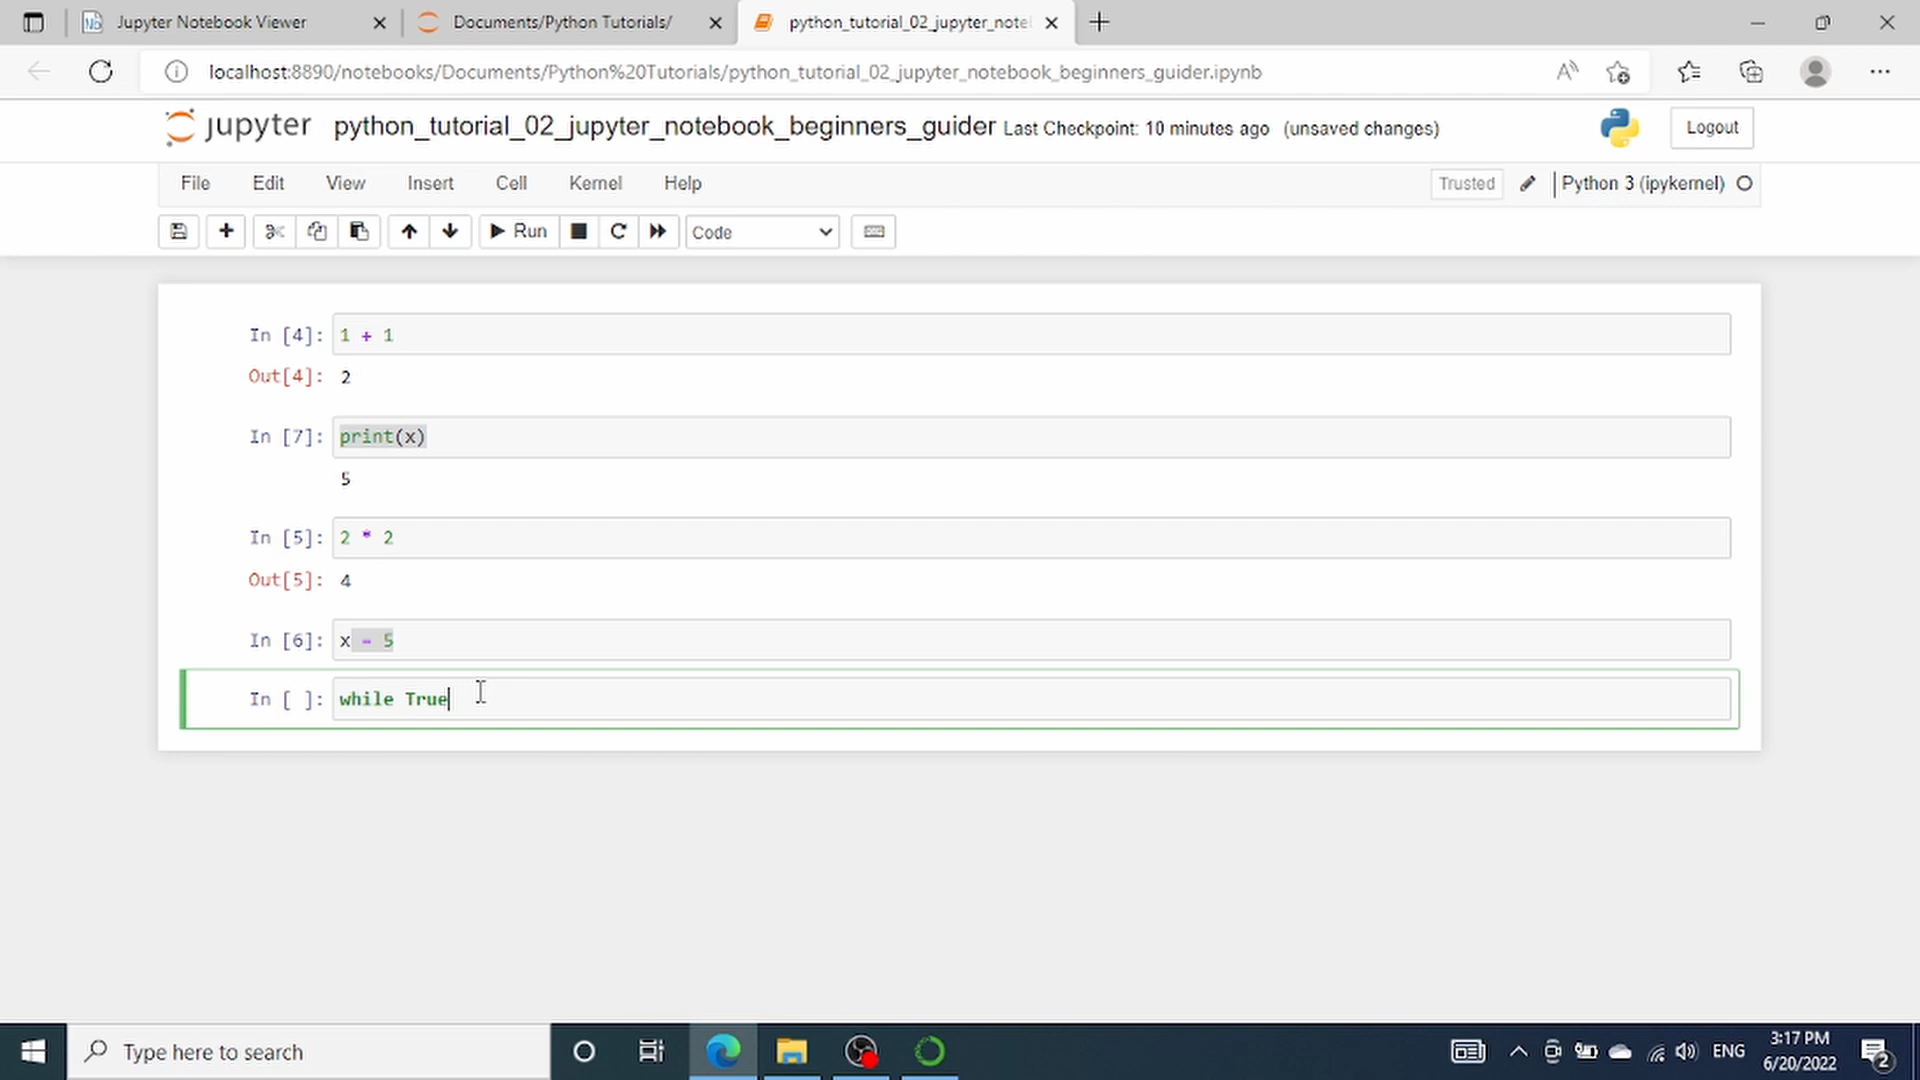 Jupyter Notebook Viewer
Documents/Python Tutorials/
python_tutorial_02_jupyter_note
localhost:8890/notebooks/Documents/Python%20Tutorials/python_tutorial_02_jupyter_notebook_beginners_guider.ipynb
jupyter python_tutorial_02_jupyter_notebook_beginners_guider Last Checkpoint: 10 minutes ago (unsaved changes)
Logout
File Edit View Insert Cell Kernel Help
Trusted
Python 3 (ipykernel)
Run
Code
In [4]: 1 + 1
Out[4]: 2
In [7]: print(x)
5
In [5]: 2 * 2
Out[5]: 4
In [6]: x = 5
In [ ]: while True
Type here to search
ENG
3:17 PM
6/20/2022
2